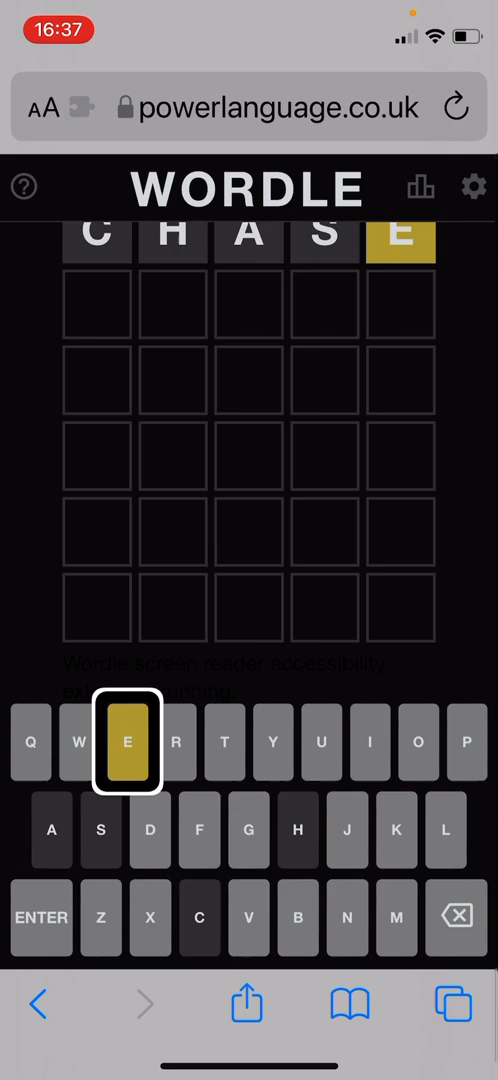 16:37
AA powerlanguage.co.uk
WORDLE
C H A S E
Wordle screen reader accessibility
Q W E R T Y U I O P
A S D F G H J K L
ENTER Z X C V B N M